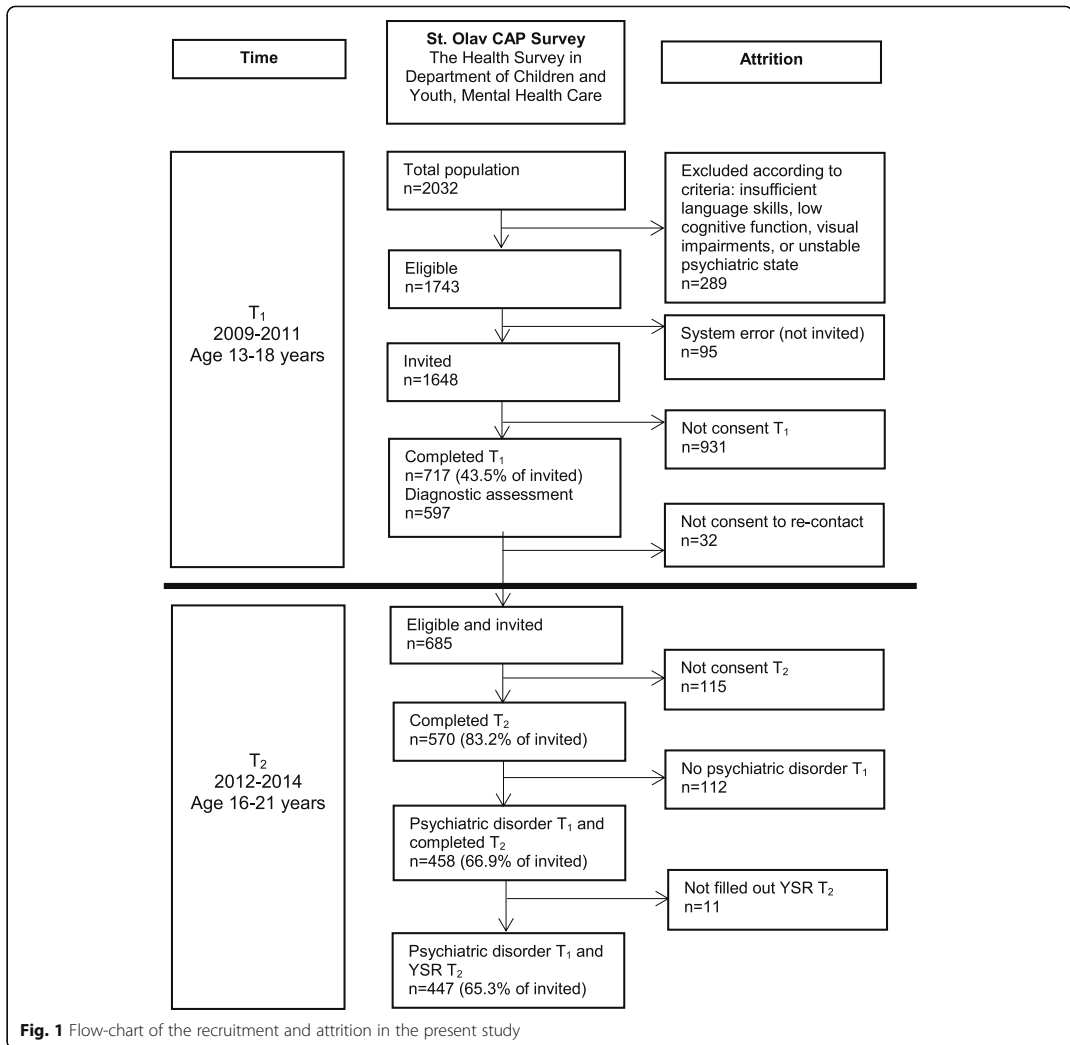 Time
St. Olav CAP Survey
The Health Survey in
Department of Children and
Youth, Mental Health Care
Attrition
T₁
2009-2011
Age 13-18 years
Total population
n=2032
Excluded according to
criteria: insufficient
language skills, low
cognitive function, visual
impairments, or unstable
psychiatric state
n=289
Eligible
n=1743
System error (not invited)
n=95
Invited
n=1648
Not consent T₁
n=931
Completed T₁
n=717 (43.5% of invited)
Diagnostic assessment
n=597
Not consent to re-contact
n=32
T₂
2012-2014
Age 16-21 years
Eligible and invited
n=685
Not consent T₂
n=115
Completed T₂
n=570 (83.2% of invited)
No psychiatric disorder T₁
n=112
Psychiatric disorder T₁ and
completed T₂
n=458 (66.9% of invited)
Not filled out YSR T₂
n=11
Psychiatric disorder T₁ and
YSR T₂
n=447 (65.3% of invited)
Fig. 1 Flow-chart of the recruitment and attrition in the present study